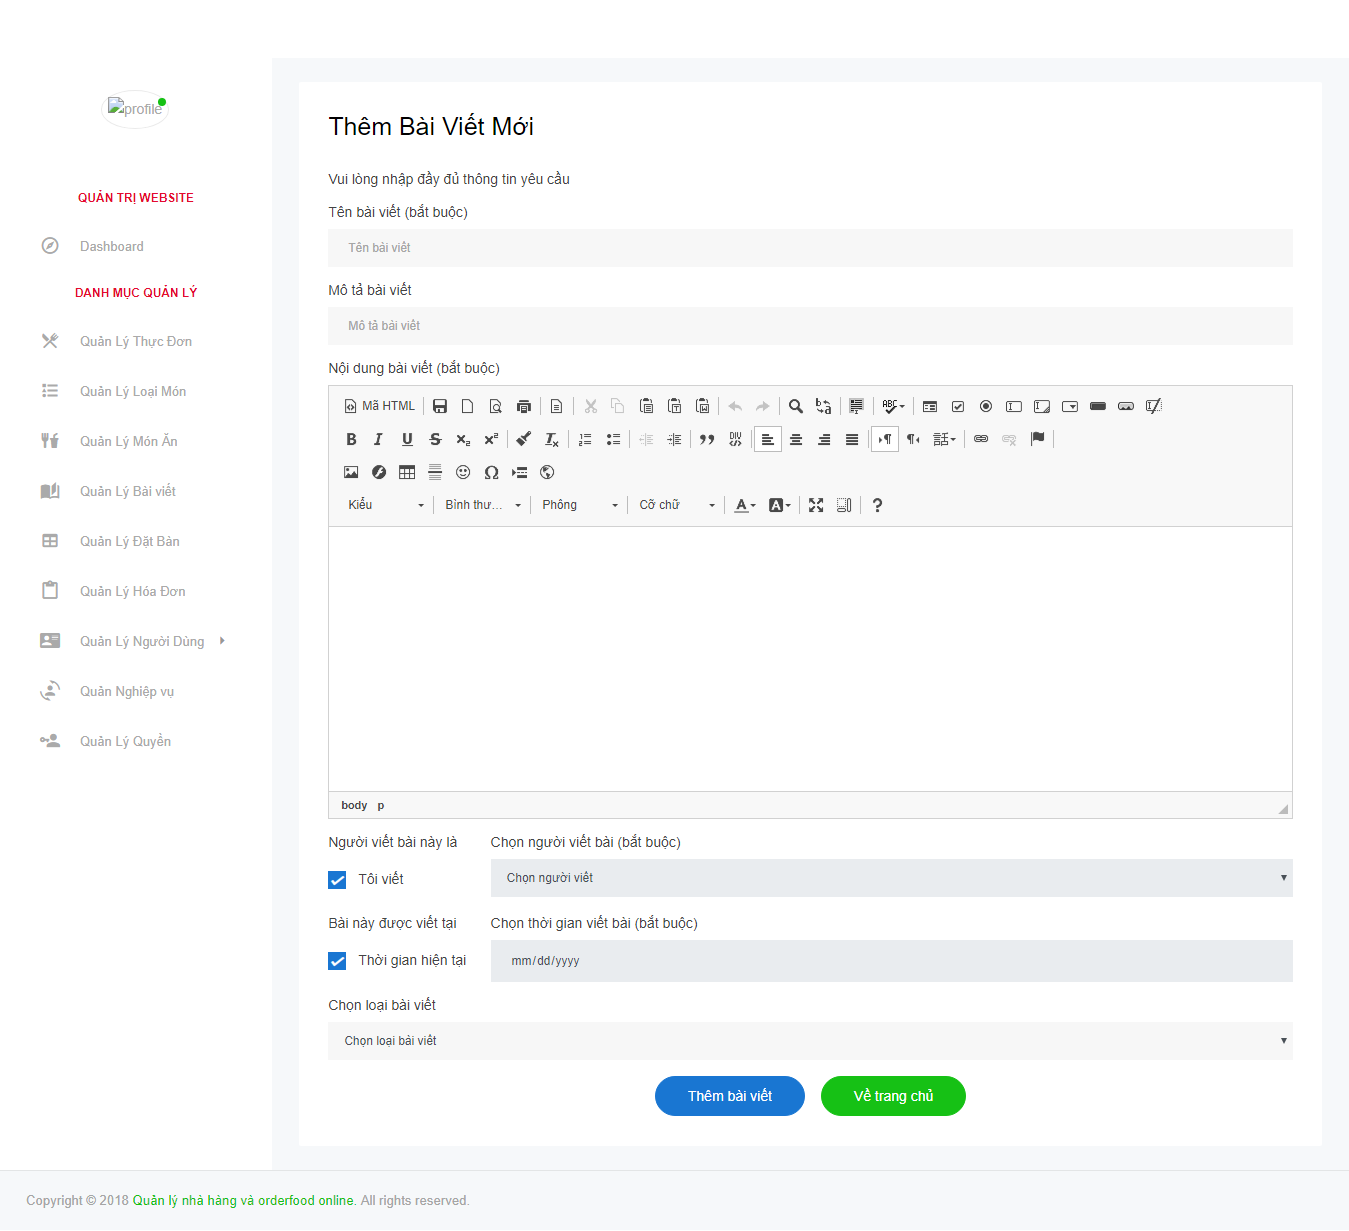 profile
QUẢN TRỊ WEBSITE
Dashboard
DANH MỤC QUẢN LÝ
Quản Lý Thực Đơn
Quản Lý Loại Món
Quản Lý Món Ăn
Quản Lý Bài viết
Quản Lý Đặt Bàn
Quản Lý Hóa Đơn
Quản Lý Người Dùng
Quản Nghiệp vụ
Quản Lý Quyền
Thêm Bài Viết Mới
Vui lòng nhập đầy đủ thông tin yêu cầu
Tên bài viết (bắt buộc)
Tên bài viết
Mô tả bài viết
Mô tả bài viết
Nội dung bài viết (bắt buộc)
Mã HTML
Kiểu Bình thư... Phông Cỡ chữ
body p
Người viết bài này là Chọn người viết bài (bắt buộc)
Tôi viết Chọn người viết
Bài này được viết tại Chọn thời gian viết bài (bắt buộc)
Thời gian hiện tại mm/dd/yyyy
Chọn loại bài viết
Chọn loại bài viết
Thêm bài viết Về trang chủ
Copyright © 2018 Quản lý nhà hàng và orderfood online. All rights reserved.